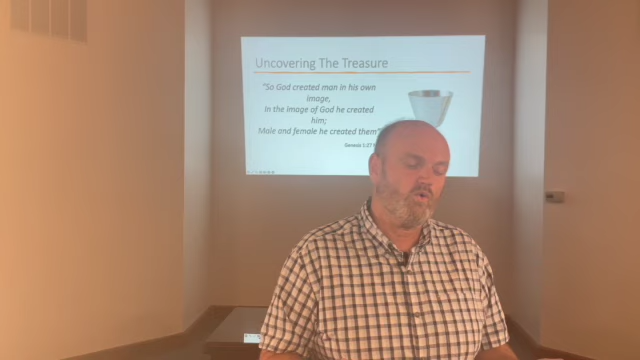 Uncovering The Treasure
"So God created man in his own
image,
In the Image of God he created
him;
Male and female he created them"
Genesis 1:27